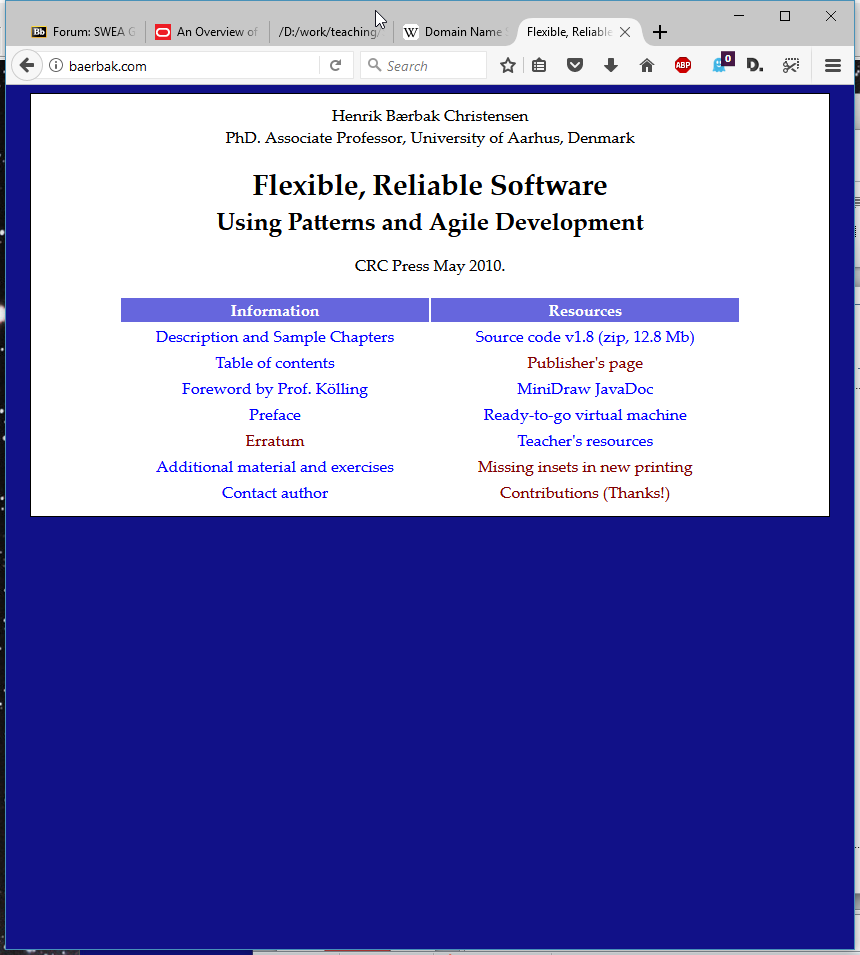 Bb Forum: SWEA G
An Overview of
/D:/work/teaching/
W Domain Name S
Flexible, Reliable
baerbak.com
Search
ABP
0
D.
Henrik Bærbak Christensen
PhD. Associate Professor, University of Aarhus, Denmark
Flexible, Reliable Software
Using Patterns and Agile Development
CRC Press May 2010.
Information Resources
Description and Sample Chapters Source code v1.8 (zip, 12.8 Mb)
Table of contents Publisher's page
Foreword by Prof. Kölling MiniDraw JavaDoc
Preface Ready-to-go virtual machine
Erratum Teacher's resources
Additional material and exercises Missing insets in new printing
Contact author Contributions (Thanks!)